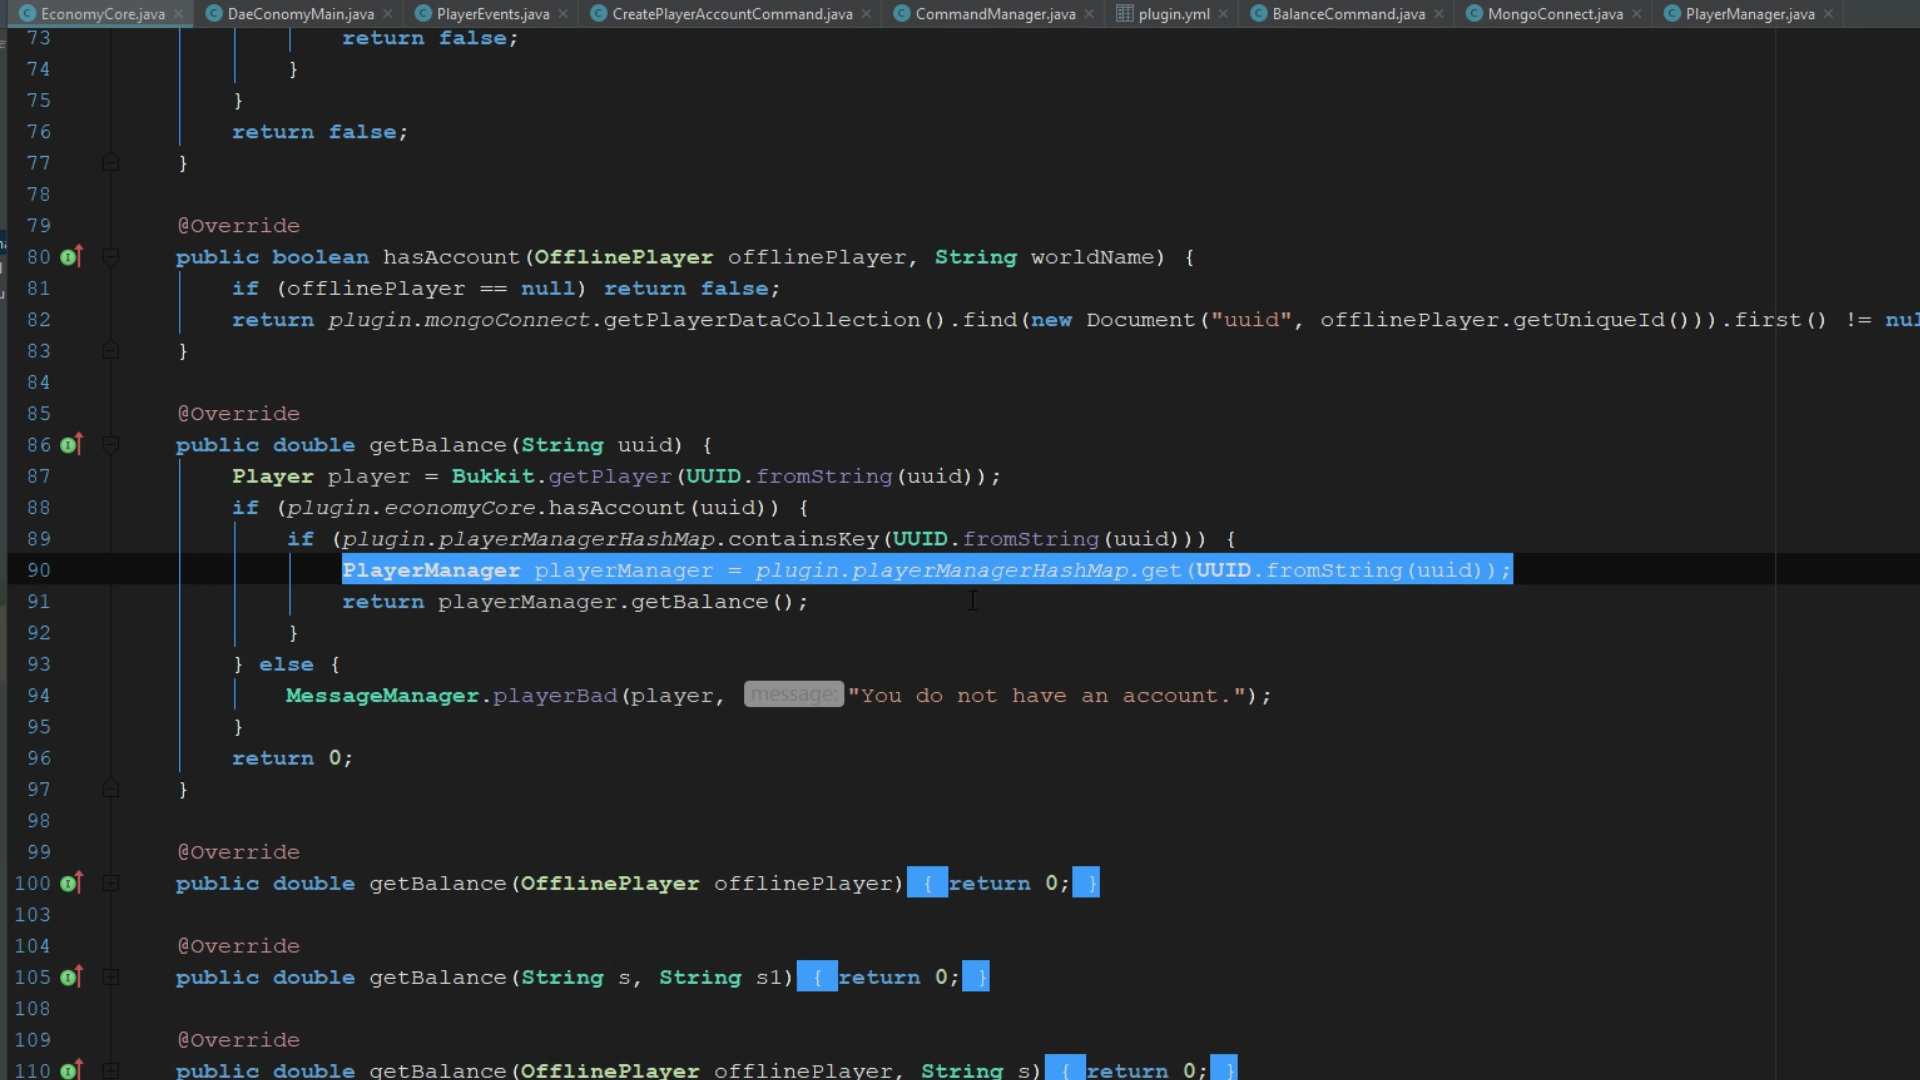 EconomyCore.java DaeConomyMain.java PlayerEvents.java CreatePlayerAccountCommand.java CommandManager.java plugin.yml BalanceCommand.java MongoConnect.java PlayerManager.java
73 return false;
74 }
75 }
76 return false;
77 }
78
79 @Override
80 public boolean hasAccount(OfflinePlayer offlinePlayer, String worldName) {
81 if (offlinePlayer == null) return false;
82 return plugin.mongoConnect.getPlayerDataCollection().find(new Document("uuid", offlinePlayer.getUniqueId())).first() != nul
83 }
84
85 @Override
86 public double getBalance(String uuid) {
87 Player player = Bukkit.getPlayer(UUID.fromString(uuid));
88 if (plugin.economyCore.hasAccount(uuid)) {
89 if (plugin.playerManagerHashMap.containsKey(UUID.fromString(uuid))) {
90 PlayerManager playerManager = plugin.playerManagerHashMap.get(UUID.fromString(uuid));
91 return playerManager.getBalance();
92 }
93 } else {
94 MessageManager.playerBad(player, message: "You do not have an account.");
95 }
96 return 0;
97 }
98
99 @Override
100 public double getBalance(OfflinePlayer offlinePlayer) { return 0; }
103
104 @Override
105 public double getBalance(String s, String s1) { return 0; }
108
109 @Override
110 public double getBalance(OfflinePlayer offlinePlayer, String s) { return 0; }